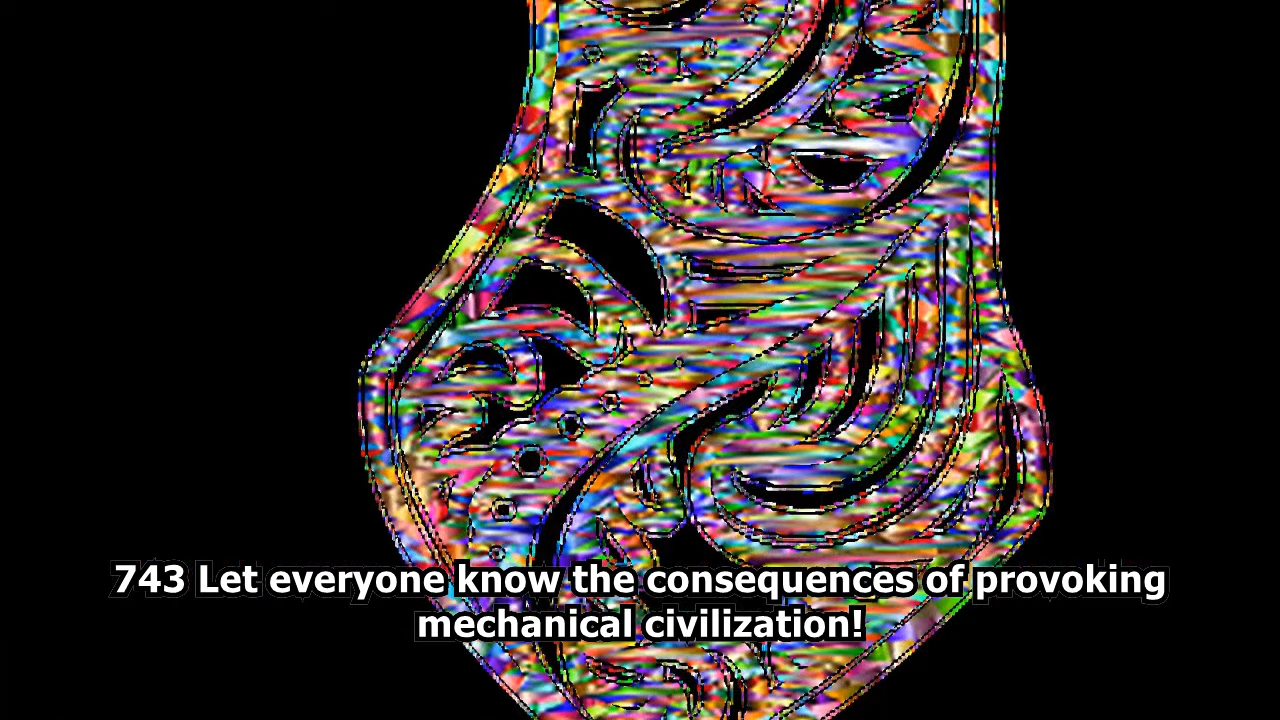 743 Let everyone know the consequences of provoking
mechanical civilization!